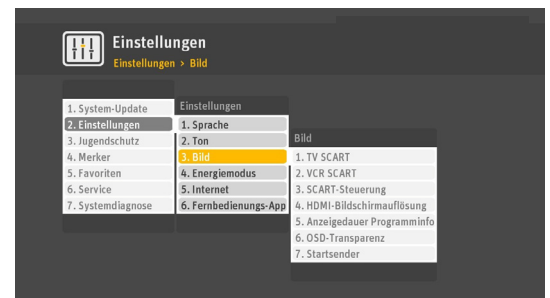 Einstellungen
Einstellungen > Bild
1. System-Update
2. Einstellungen
3. Jugendschutz
4. Merker
5. Favoriten
6. Service
7. Systemdiagnose
Einstellungen
1. Sprache
2. Ton
3. Bild
4. Energiemodus
5. Internet
6. Fernbedienungs-App
Bild
1. TV SCART
2. VCR SCART
3. SCART-Steuerung
4. HDMI-Bildschirmauflösung
5. Anzeigedauer Programminfo
6. OSD-Transparenz
7. Startsender